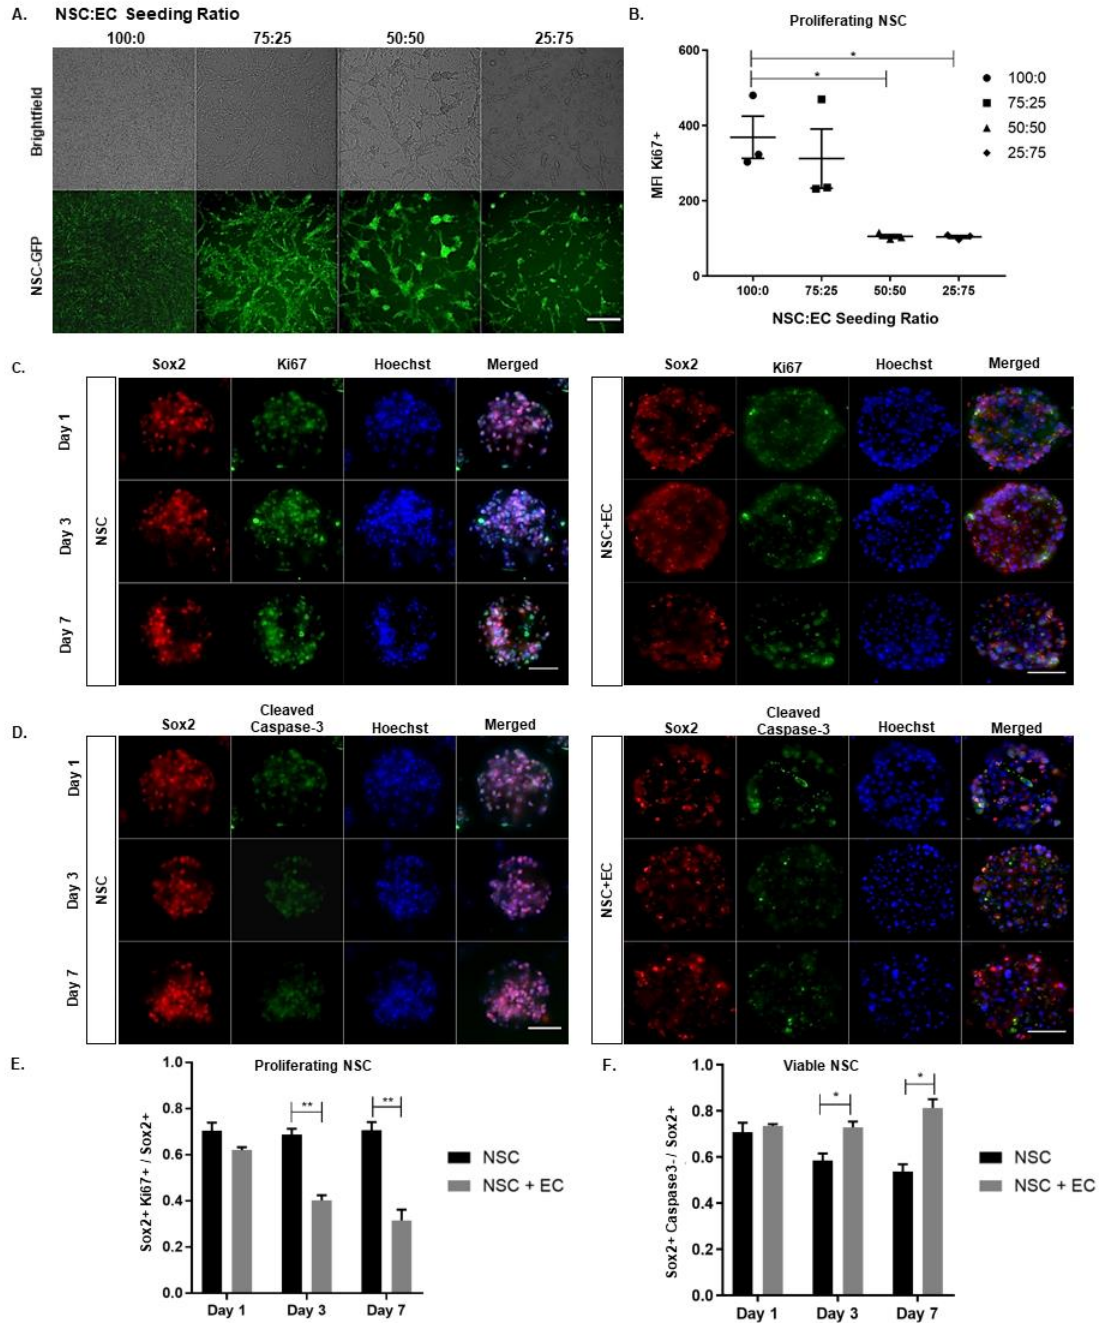 A.
NSC:EC Seeding Ratio
100:0 75:25 50:50 25:75
Brightfield
NSC-GFP
B.
Proliferating NSC
600
400
200
0
MFI Ki67+
*
*
100:0
75:25
50:50
25:75
100:0 75:25 50:50 25:75
NSC:EC Seeding Ratio
C.
Sox2 Ki67 Hoechst Merged
Day 1
Day 3
Day 7
NSC
Sox2 Ki67 Hoechst Merged
NSC+EC
D.
Sox2 Cleaved Caspase-3 Hoechst Merged
Day 1
Day 3
Day 7
NSC
Sox2 Cleaved Caspase-3 Hoechst Merged
NSC+EC
E.
Proliferating NSC
1.0
0.8
0.6
0.4
0.2
0.0
Sox2+ Ki67+ / Sox2+
**
**
NSC
NSC + EC
Day 1 Day 3 Day 7
F.
Viable NSC
1.0
0.8
0.6
0.4
0.2
0.0
Sox2+ Caspase3- / Sox2+
*
*
NSC
NSC + EC
Day 1 Day 3 Day 7